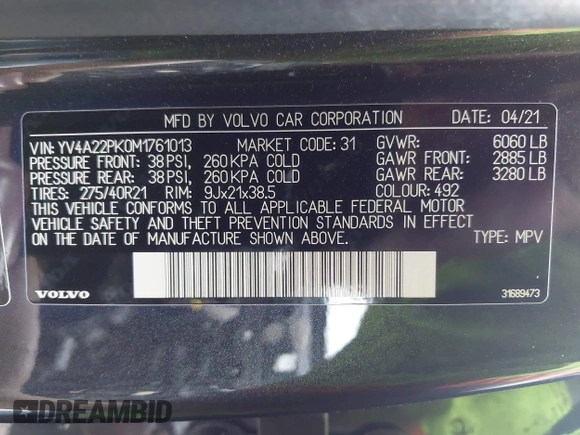 MFD BY VOLVO CAR CORPORATION DATE: 04/21
VIN: YV4A22PK0M1761013 MARKET CODE: 31 GVWR: 6060 LB
PRESSURE FRONT: 38 PSI, 260 KPA COLD GAWR FRONT: 2885 LB
PRESSURE REAR: 38 PSI, 260 KPA COLD GAWR REAR: 3280 LB
TIRES: 275/40R21 RIM: 9Jx21x38.5 COLOUR: 492
THIS VEHICLE CONFORMS TO ALL APPLICABLE FEDERAL MOTOR
VEHICLE SAFETY AND THEFT PREVENTION STANDARDS IN EFFECT
ON THE DATE OF MANUFACTURE SHOWN ABOVE. TYPE: MPV
VOLVO 31689473
DREAMBID